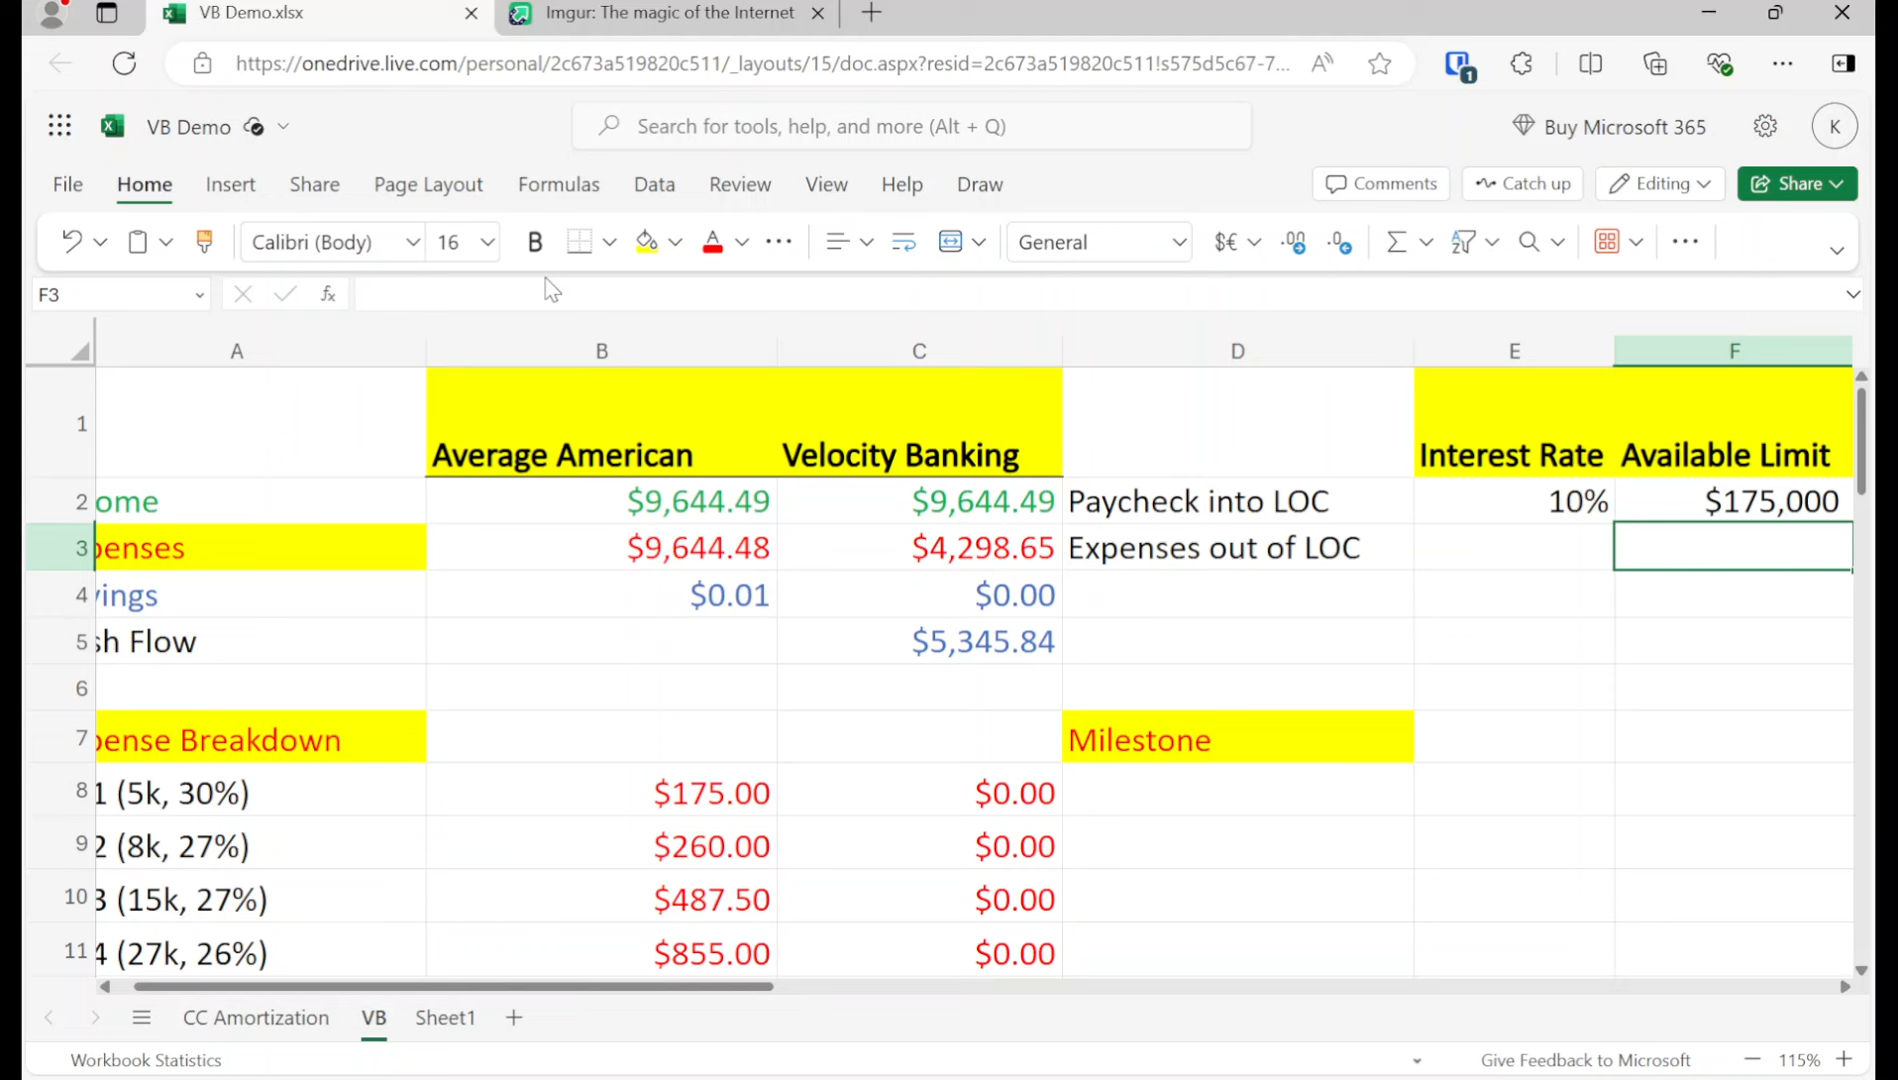 VB Demo.xlsx
Imgur: The magic of the Internet
https://onedrive.live.com/personal/2c673a519820c511/_layouts/15/doc.aspx?resid=2c673a519820c511!s575d5c67-7...
1
VB Demo
Search for tools, help, and more (Alt + Q)
Buy Microsoft 365
K
File Home Insert Share Page Layout Formulas Data Review View Help Draw
Comments Catch up Editing Share
Calibri (Body) 16 B A General $€
F3 fx
A B C D E F
1 Average American Velocity Banking Interest Rate Available Limit
2 ome $9,644.49 $9,644.49 Paycheck into LOC 10% $175,000
3 penses $9,644.48 $4,298.65 Expenses out of LOC
4 vings $0.01 $0.00
5 sh Flow $5,345.84
6
7 pense Breakdown Milestone
8 1 (5k, 30%) $175.00 $0.00
9 2 (8k, 27%) $260.00 $0.00
10 3 (15k, 27%) $487.50 $0.00
11 4 (27k, 26%) $855.00 $0.00
CC Amortization VB Sheet1
Workbook Statistics
Give Feedback to Microsoft
115%